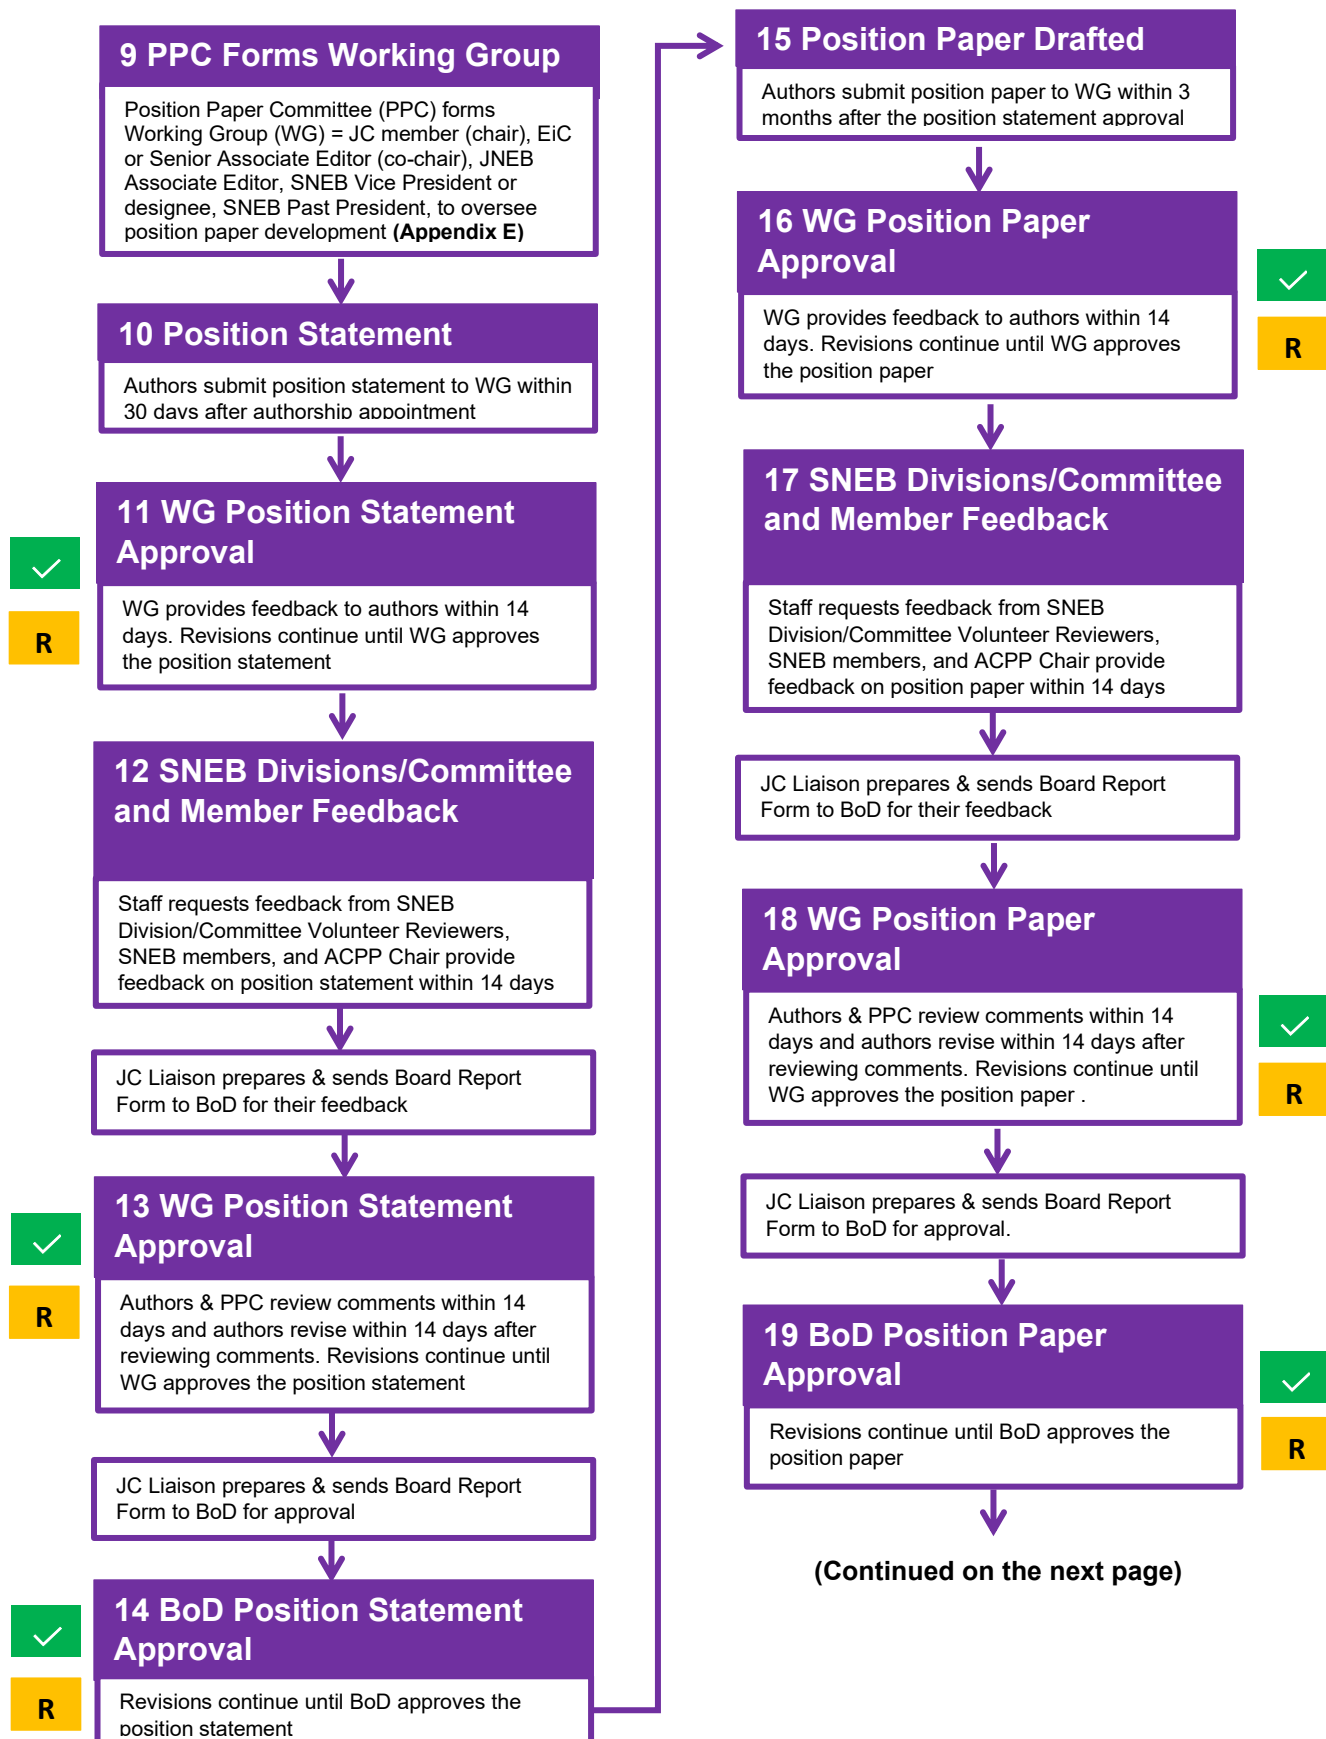 9 PPC Forms Working Group
Position Paper Committee (PPC) forms
Working Group (WG) = JC member (chair), EiC
or Senior Associate Editor (co-chair), JNEB
Associate Editor, SNEB Vice President or
designee, SNEB Past President, to oversee
position paper development (Appendix E)
10 Position Statement
Authors submit position statement to WG within
30 days after authorship appointment
11 WG Position Statement
Approval
R
WG provides feedback to authors within 14
days. Revisions continue until WG approves
the position statement
12 SNEB Divisions/Committee
and Member Feedback
Staff requests feedback from SNEB
Division/Committee Volunteer Reviewers,
SNEB members, and ACPP Chair provide
feedback on position statement within 14 days
JC Liaison prepares & sends Board Report
Form to BoD for their feedback
13 WG Position Statement
Approval
R
Authors & PPC review comments within 14
days and authors revise within 14 days after
reviewing comments. Revisions continue until
WG approves the position statement
JC Liaison prepares & sends Board Report
Form to BoD for approval
14 BoD Position Statement
Approval
R
Revisions continue until BoD approves the
position statement
15 Position Paper Drafted
Authors submit position paper to WG within 3
months after the position statement approval
16 WG Position Paper
Approval
WG provides feedback to authors within 14
days. Revisions continue until WG approves
the position paper
R
17 SNEB Divisions/Committee
and Member Feedback
Staff requests feedback from SNEB
Division/Committee Volunteer Reviewers,
SNEB members, and ACPP Chair provide
feedback on position paper within 14 days
JC Liaison prepares & sends Board Report
Form to BoD for their feedback
18 WG Position Paper
Approval
Authors & PPC review comments within 14
days and authors revise within 14 days after
reviewing comments. Revisions continue until
WG approves the position paper .
R
JC Liaison prepares & sends Board Report
Form to BoD for approval.
19 BoD Position Paper
Approval
Revisions continue until BoD approves the
position paper
R
(Continued on the next page)